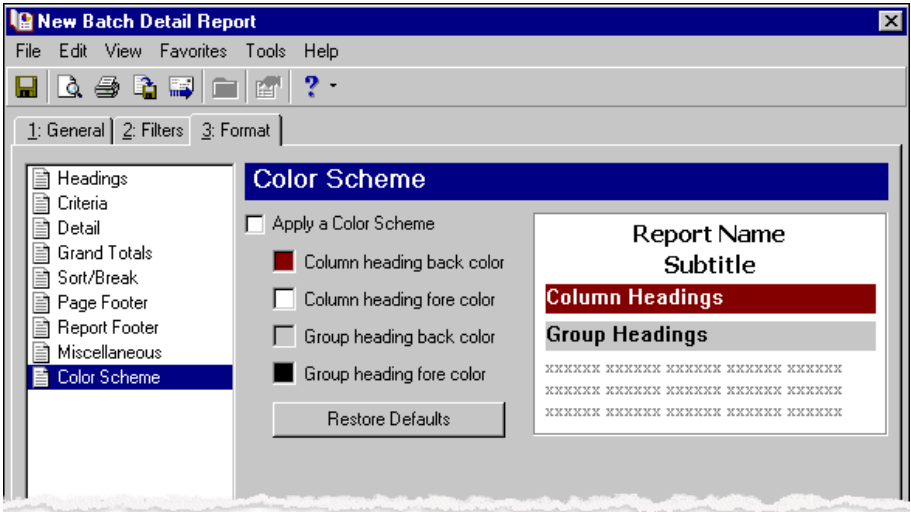 New Batch Detail Report
File Edit View Favorites Tools Help
?
1: General 2: Filters 3: Format
Headings
Criteria
Detail
Grand Totals
Sort/Break
Page Footer
Report Footer
Miscellaneous
Color Scheme
Color Scheme
Apply a Color Scheme
Column heading back color
Column heading fore color
Group heading back color
Group heading fore color
Restore Defaults
Report Name
Subtitle
Column Headings
Group Headings
xxxxxx xxxxxx xxxxxx xxxxxx xxxxxx
xxxxxx xxxxxx xxxxxx xxxxxx xxxxxx
xxxxxx xxxxxx xxxxxx xxxxxx xxxxxx